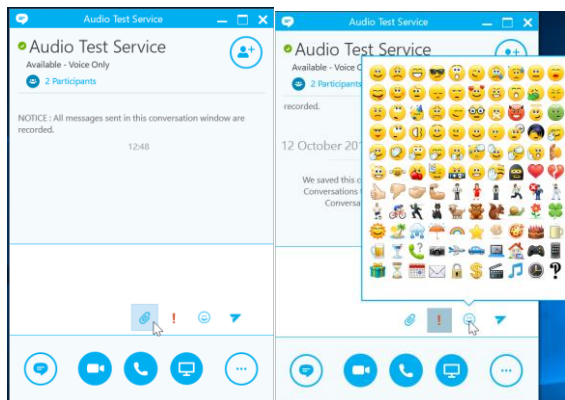 Audio Test Service
Audio Test Service
Available - Voice Only
2 Participants
NOTICE : All messages sent in this conversation window are
recorded.
12:48
Audio Test Service
Audio Test Service
Available - Voice
2 Participants
recorded.
12 October 201
We saved this c
Conversations
Conversa